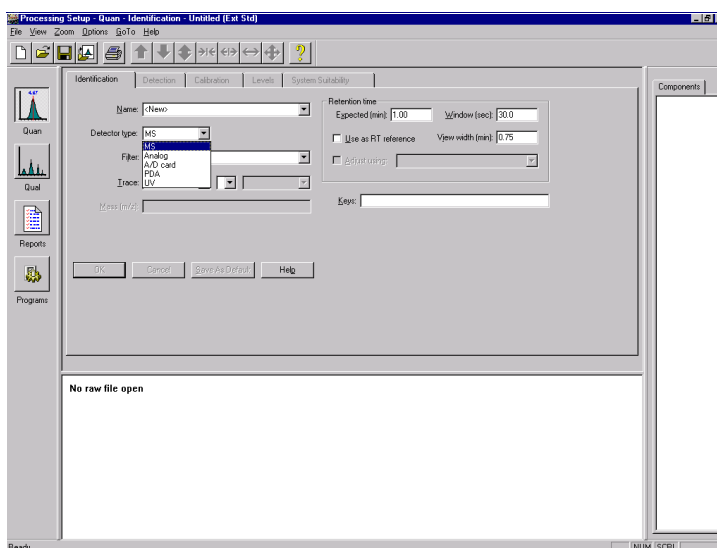 Processing Setup - Quan - Identification - Untitled (Ext Std)
File View Zoom Options GoTo Help
Identification Detection Calibration Levels System Suitability
Components
Name: <New>
Detector type: MS
MS
Analog
A/D card
PDA
UV
Filter:
Trace:
Mass (m/z):
Retention time
Expected (min): 1.00 Window (sec): 30.0
Use as RT reference View width (min): 0.75
Adjust using:
Keys:
OK Cancel Save As Default Help
4.47
Quan
Qual
Reports
Programs
No raw file open
Ready NUM SCRL